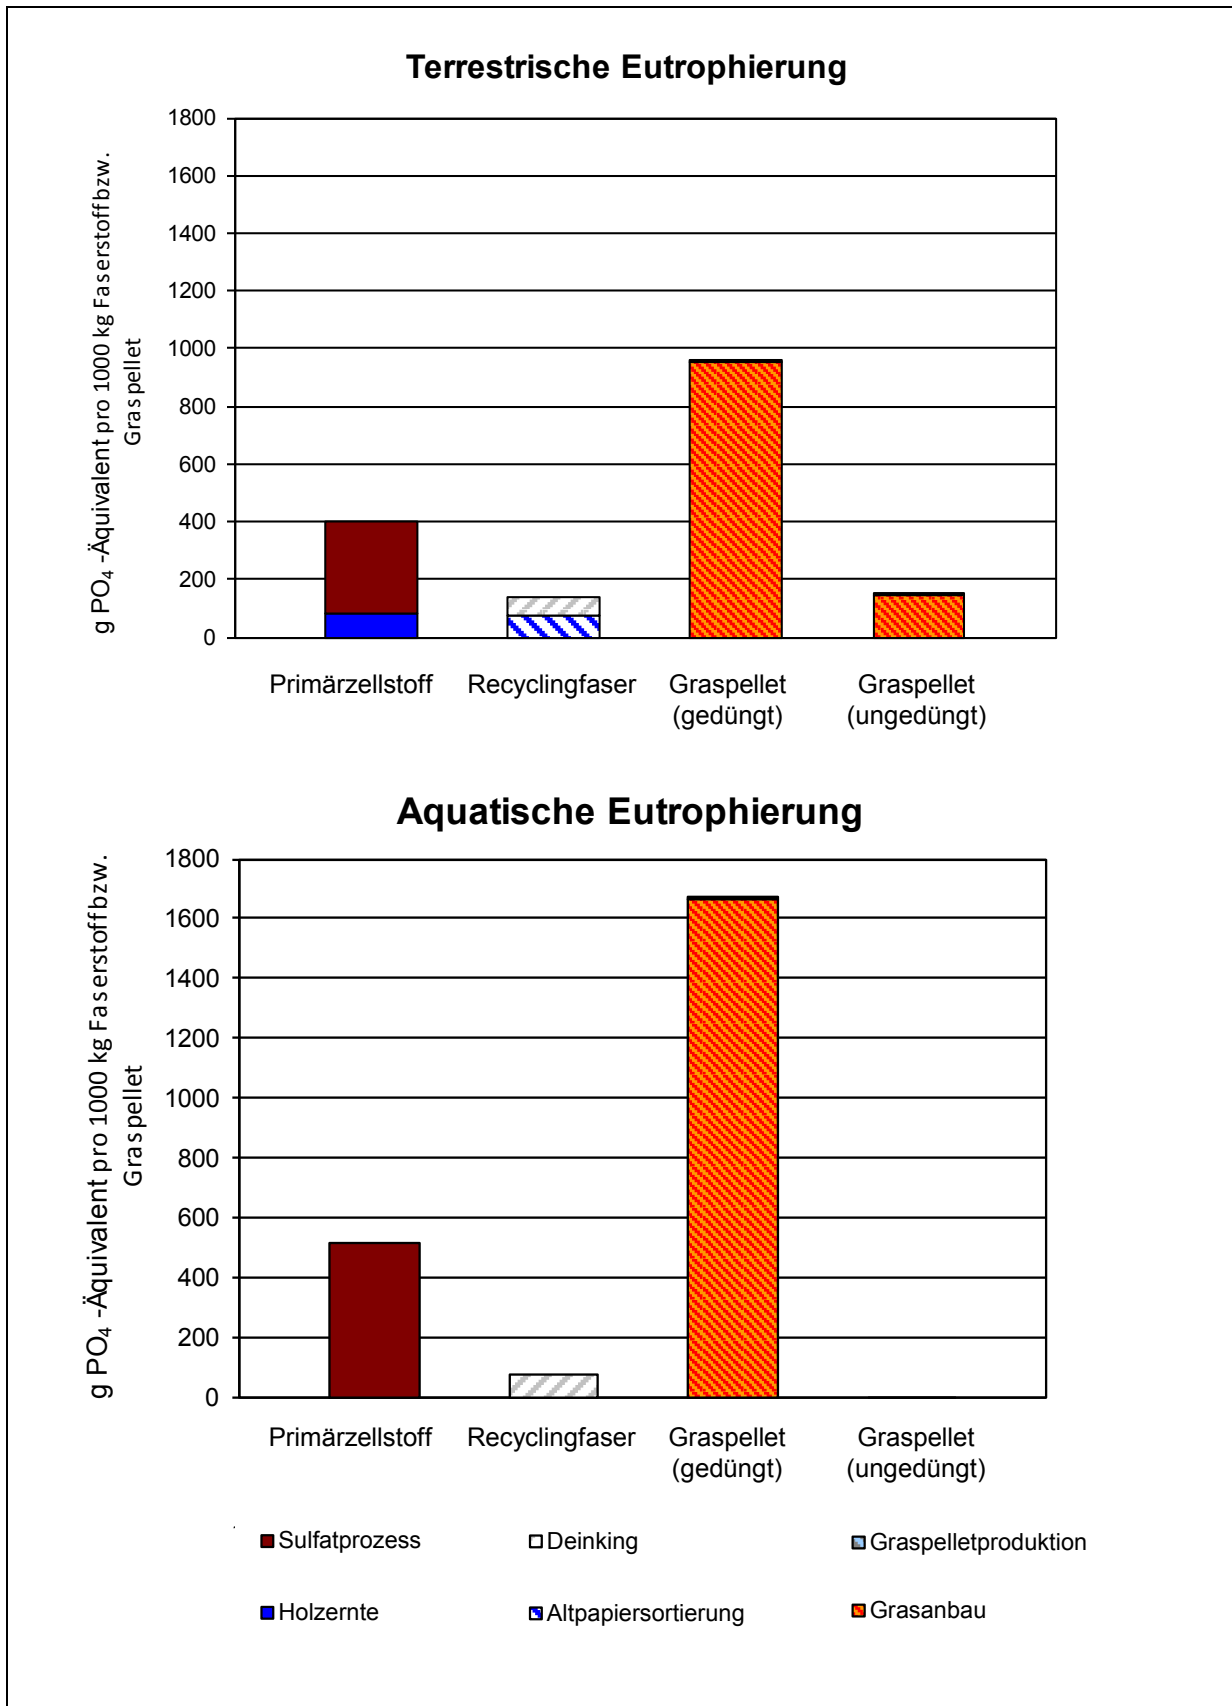 Terrestrische Eutrophierung
g PO₄ -Äquivalent pro 1000 kg Faserstoff bzw.
Graspellet
1800
1600
1400
1200
1000
800
600
400
200
0
Primärzellstoff Recyclingfaser Graspellet Graspellet
(gedüngt) (ungedüngt)
Aquatische Eutrophierung
g PO₄ -Äquivalent pro 1000 kg Faserstoff bzw.
Graspellet
1800
1600
1400
1200
1000
800
600
400
200
0
Primärzellstoff Recyclingfaser Graspellet Graspellet
(gedüngt) (ungedüngt)
Sulfatprozess Deinking Graspelletproduktion
Holzernte Altpapiersortierung Grasanbau